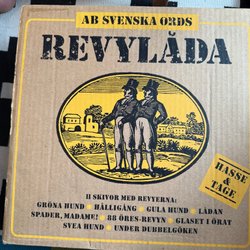 AB SVENSKA ORDS
REVYLÅDA
11 SKIVOR MED REVYERNA:
GRÖNA HUND ★ HÅLLIGÅNG ★ GULA HUND ★ LÅDAN
SPADER, MADAME! ★ 88 ÖRES-REVYN ★ GLASET I ÖRAT
SVEA HUND ★ UNDER DUBBELGÖKEN
HASSE
TAGE